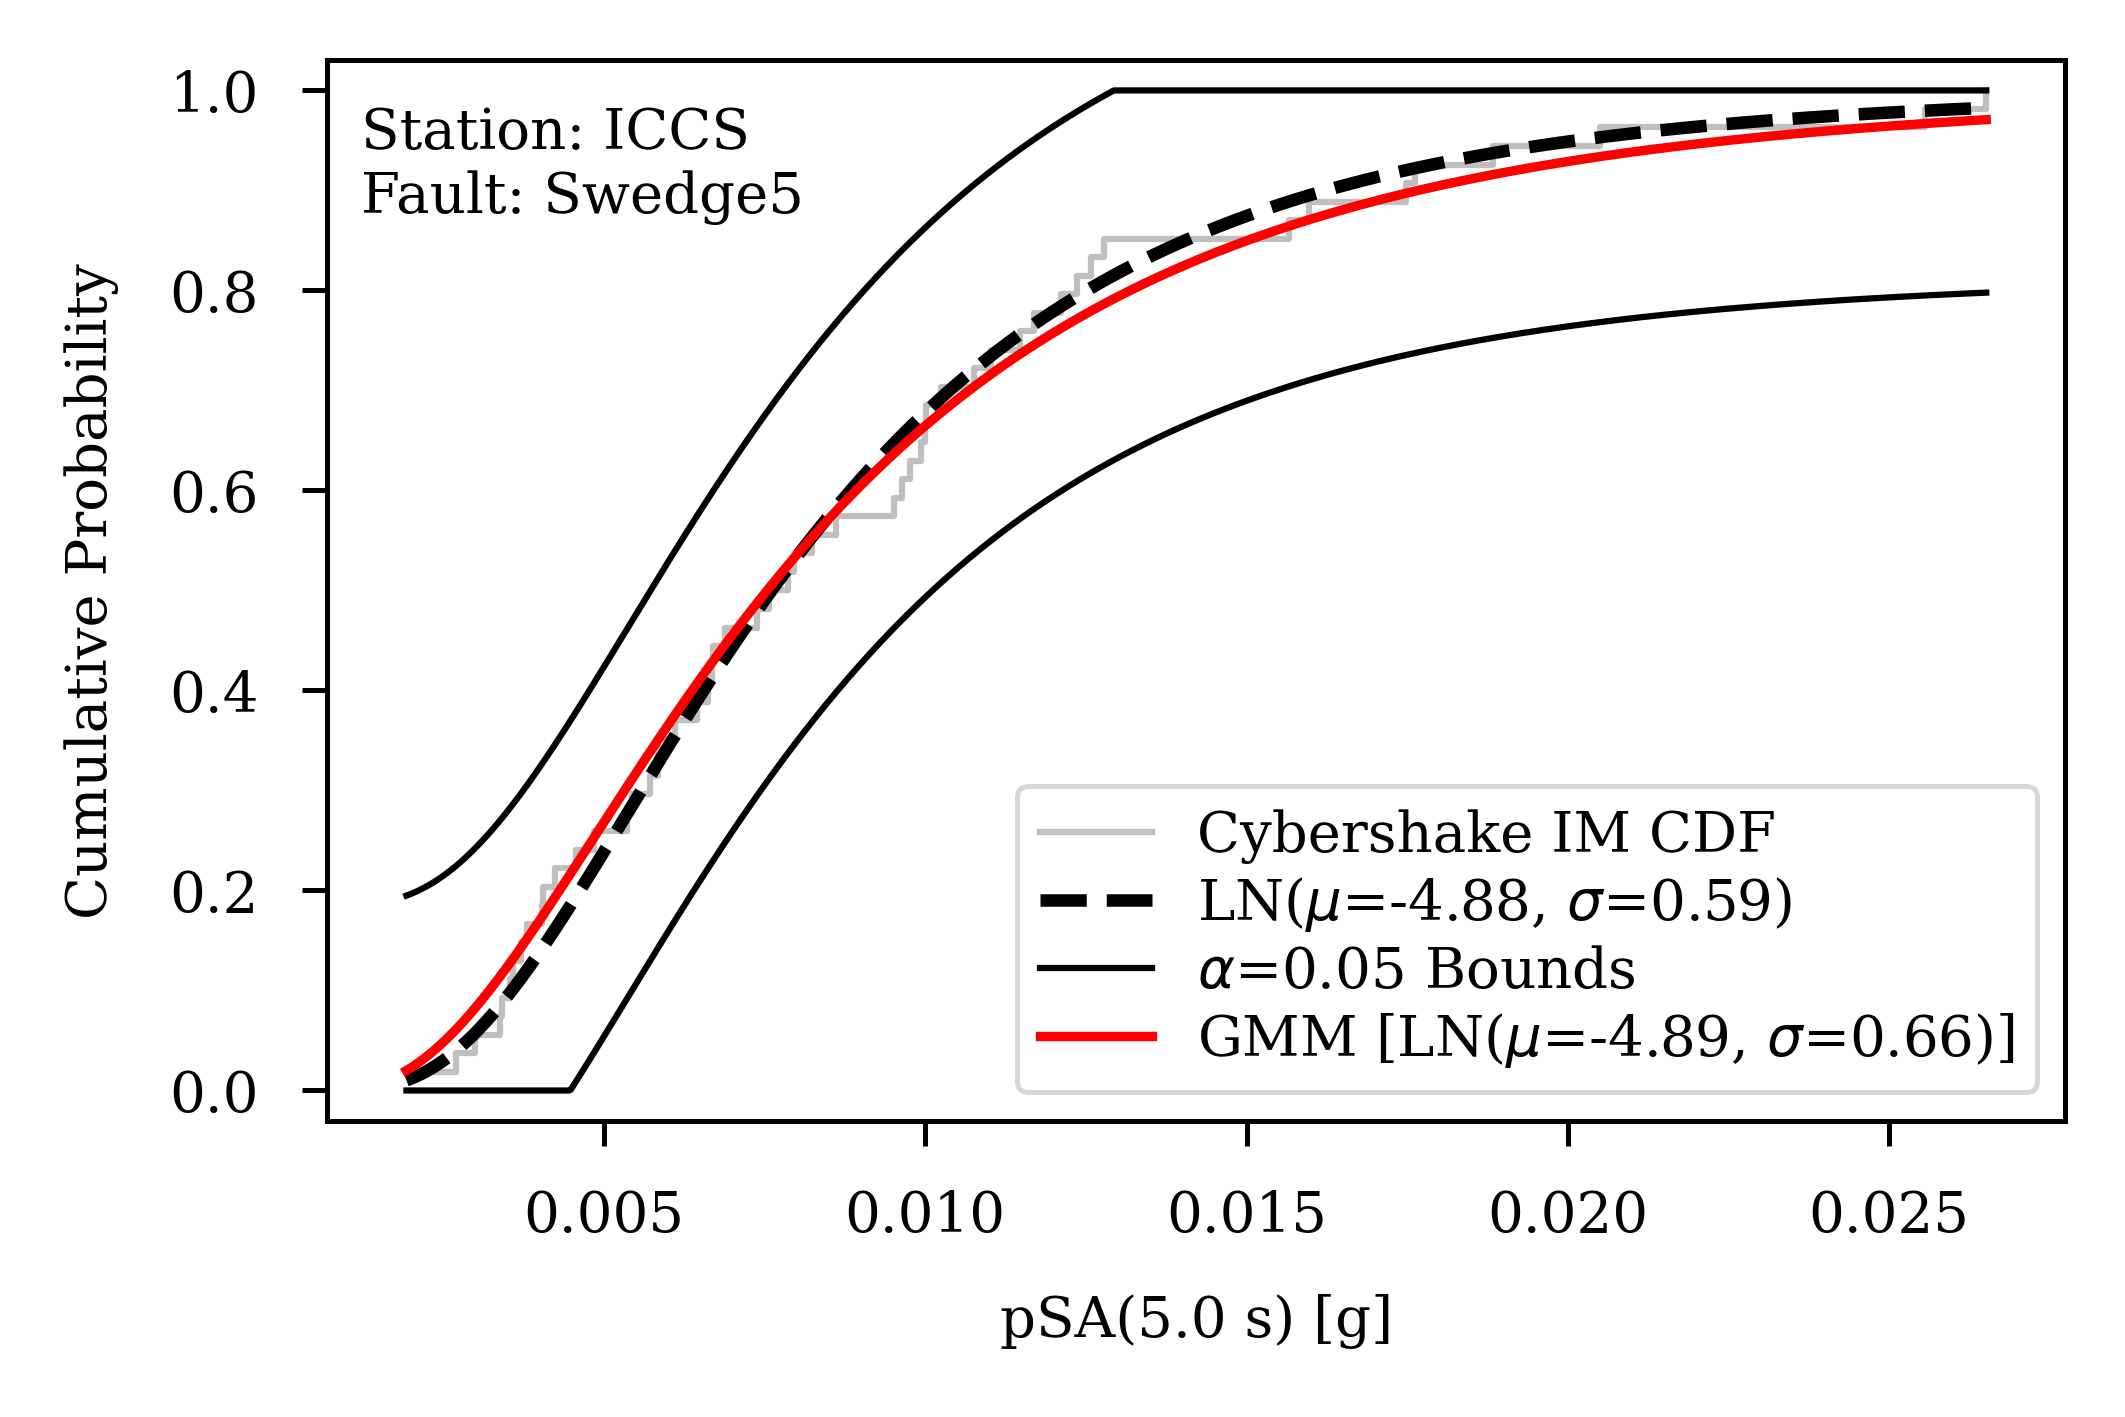 Station: ICCS
Fault: Swedge5
Cumulative Probability
1.0
0.8
0.6
0.4
0.2
0.0
Cybershake IM CDF
LN(μ=-4.88, σ=0.59)
α=0.05 Bounds
GMM [LN(μ=-4.89, σ=0.66)]
0.005 0.010 0.015 0.020 0.025
pSA(5.0 s) [g]